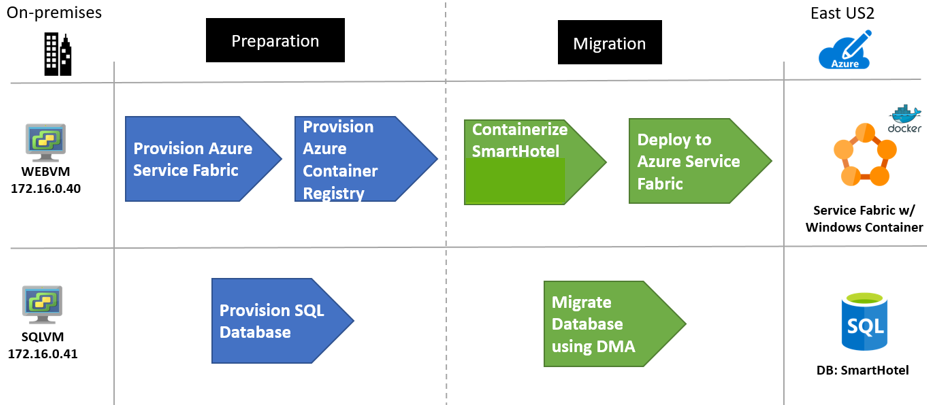 On-premises
Preparation
Migration
East US2
Azure
WEBVM
172.16.0.40
Provision Azure
Service Fabric
Provision
Azure
Container
Registry
Containerize
SmartHotel
Deploy to
Azure Service
Fabric
docker
Service Fabric w/
Windows Container
SQLVM
172.16.0.41
Provision SQL
Database
Migrate
Database
using DMA
SQL
DB: SmartHotel